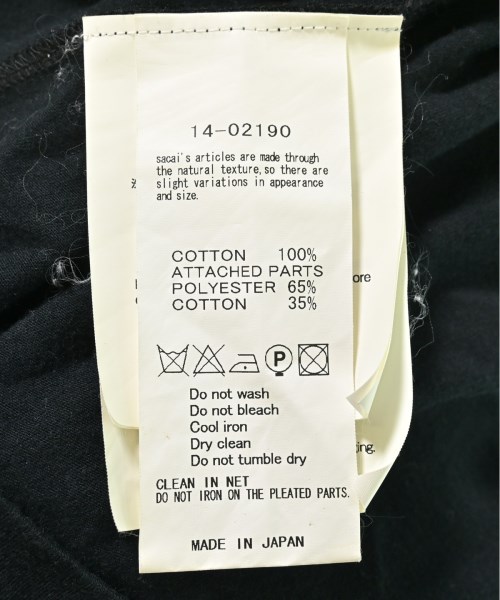 14-02190
sacai's articles are made through
the natural texture,so there are
slight variations in appearance
and size.
COTTON 100%
ATTACHED PARTS
POLYESTER 65%
COTTON 35%
P
Do not wash
Do not bleach
Cool iron
Dry clean
Do not tumble dry
CLEAN IN NET
DO NOT IRON ON THE PLEATED PARTS.
MADE IN JAPAN